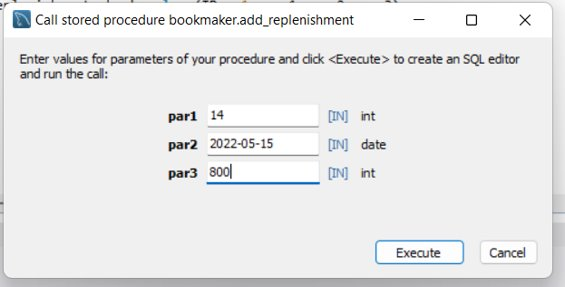 Call stored procedure bookmaker.add_replenishment
Enter values for parameters of your procedure and click <Execute> to create an SQL editor
and run the call:
par1 14 [IN] int
par2 2022-05-15 [IN] date
par3 800 [IN] int
Execute Cancel